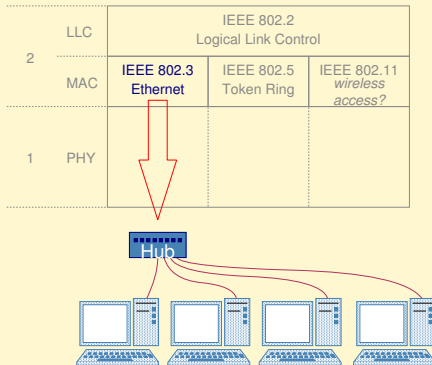 IEEE 802.2
LLC
Logical Link Control
2
IEEE 802.3 IEEE 802.5 IEEE 802.11
MAC
Ethernet Token Ring wireless
access?
1 PHY
Hub